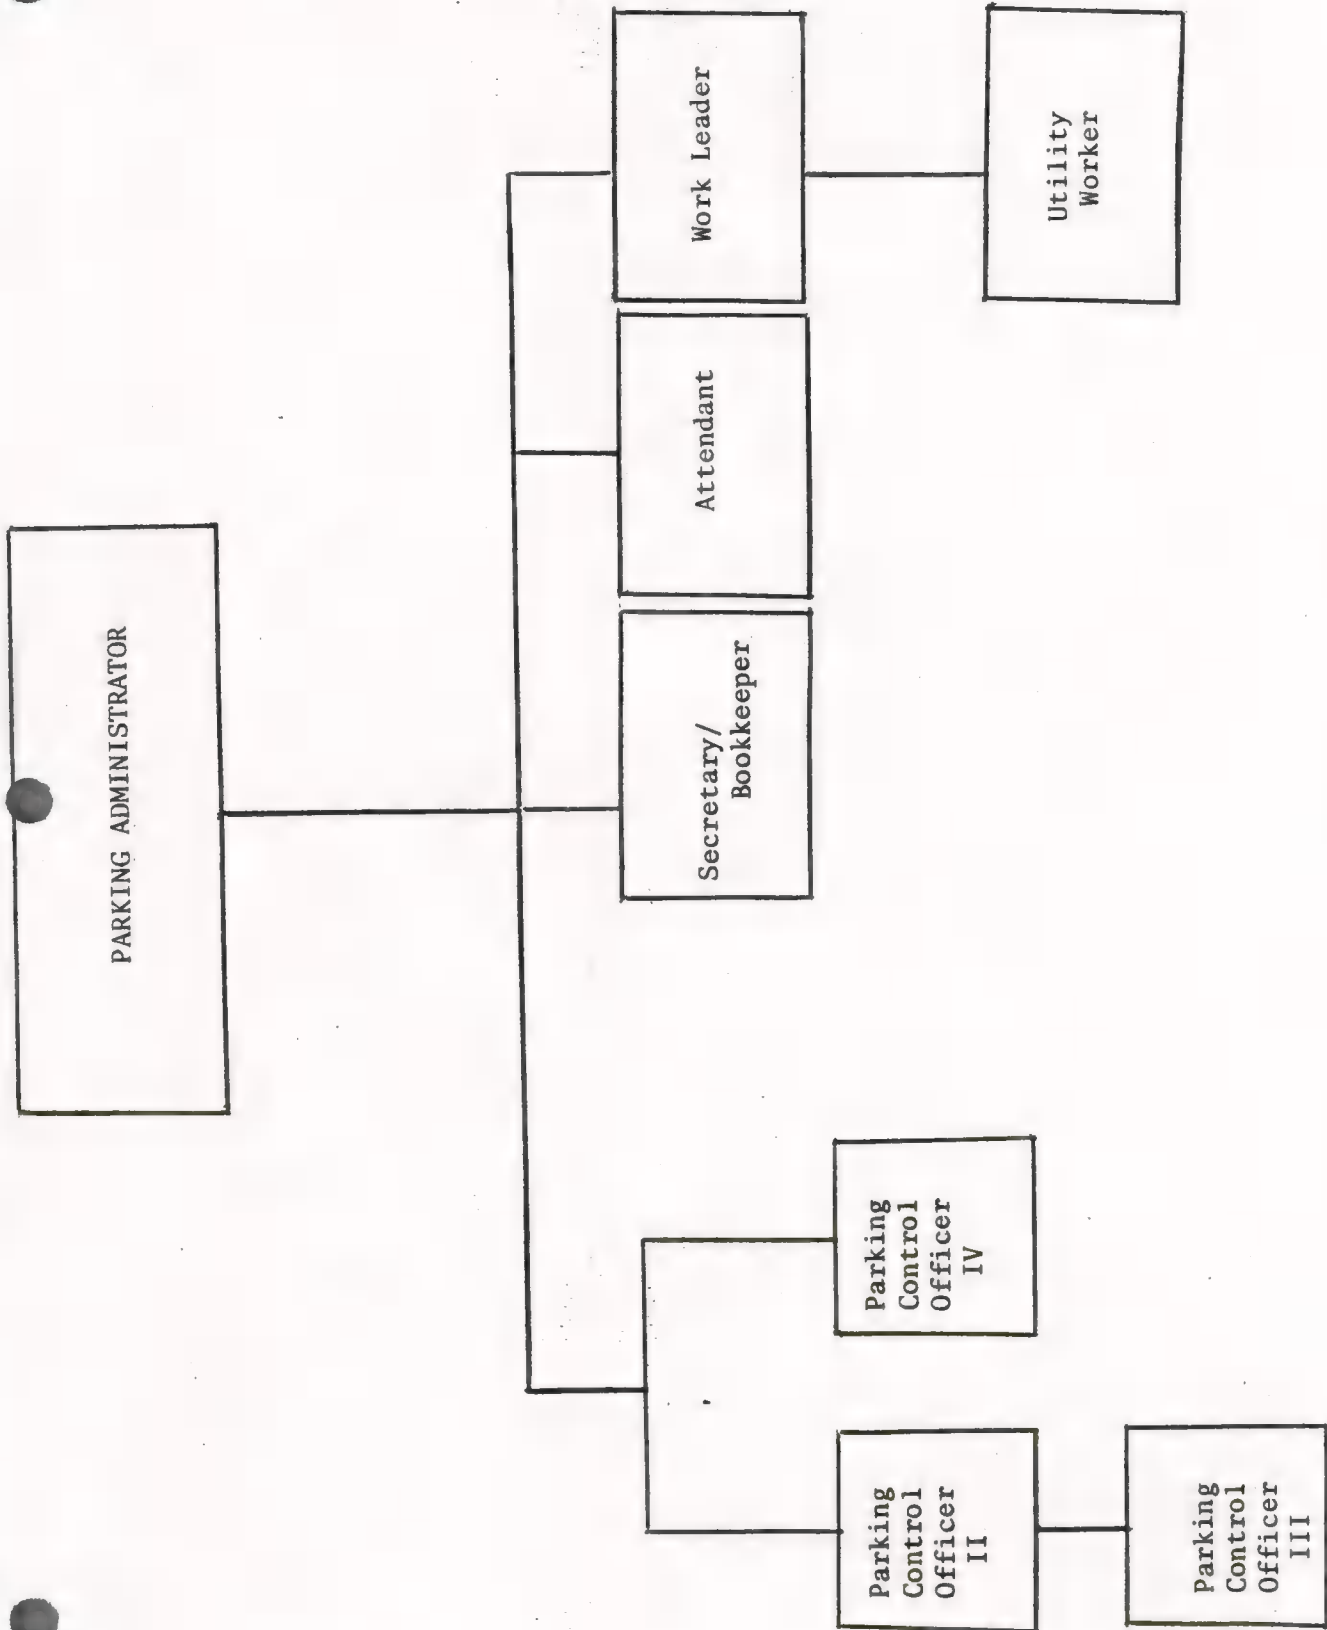 PARKING ADMINISTRATOR
Secretary/
Bookkeeper
Attendant
Work Leader
Parking
Control
Officer
II
Parking
Control
Officer
IV
Utility
Worker
Parking
Control
Officer
III